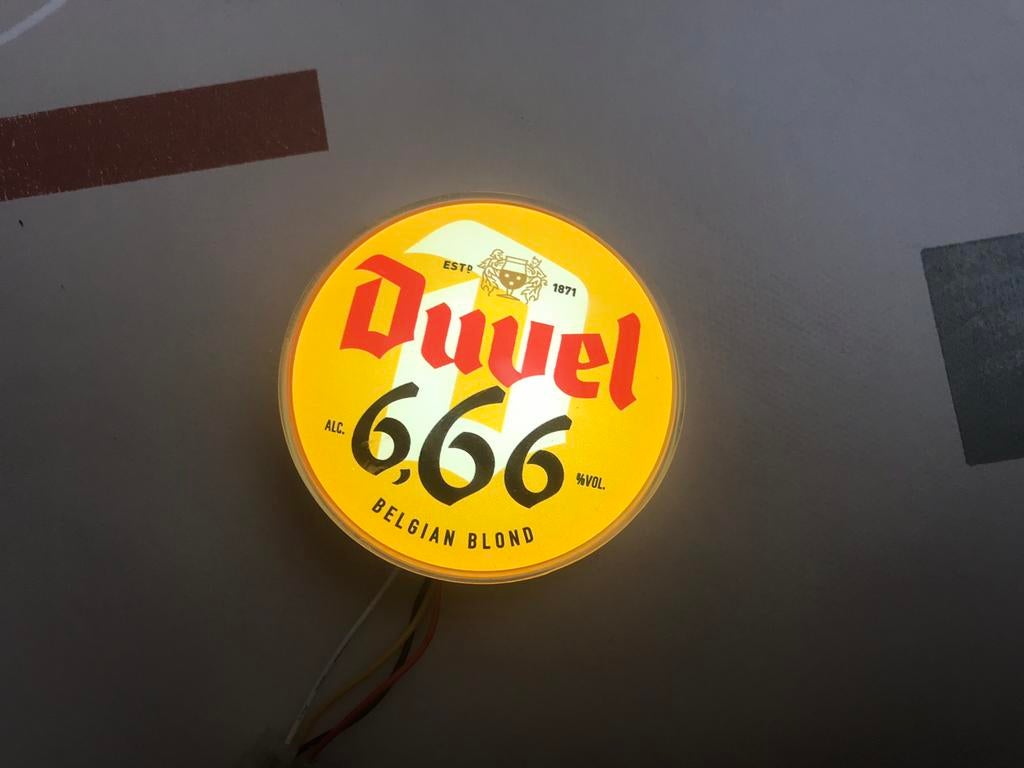 ESTD 1871
Duvel
ALC. 6,66 %VOL.
BELGIAN BLOND